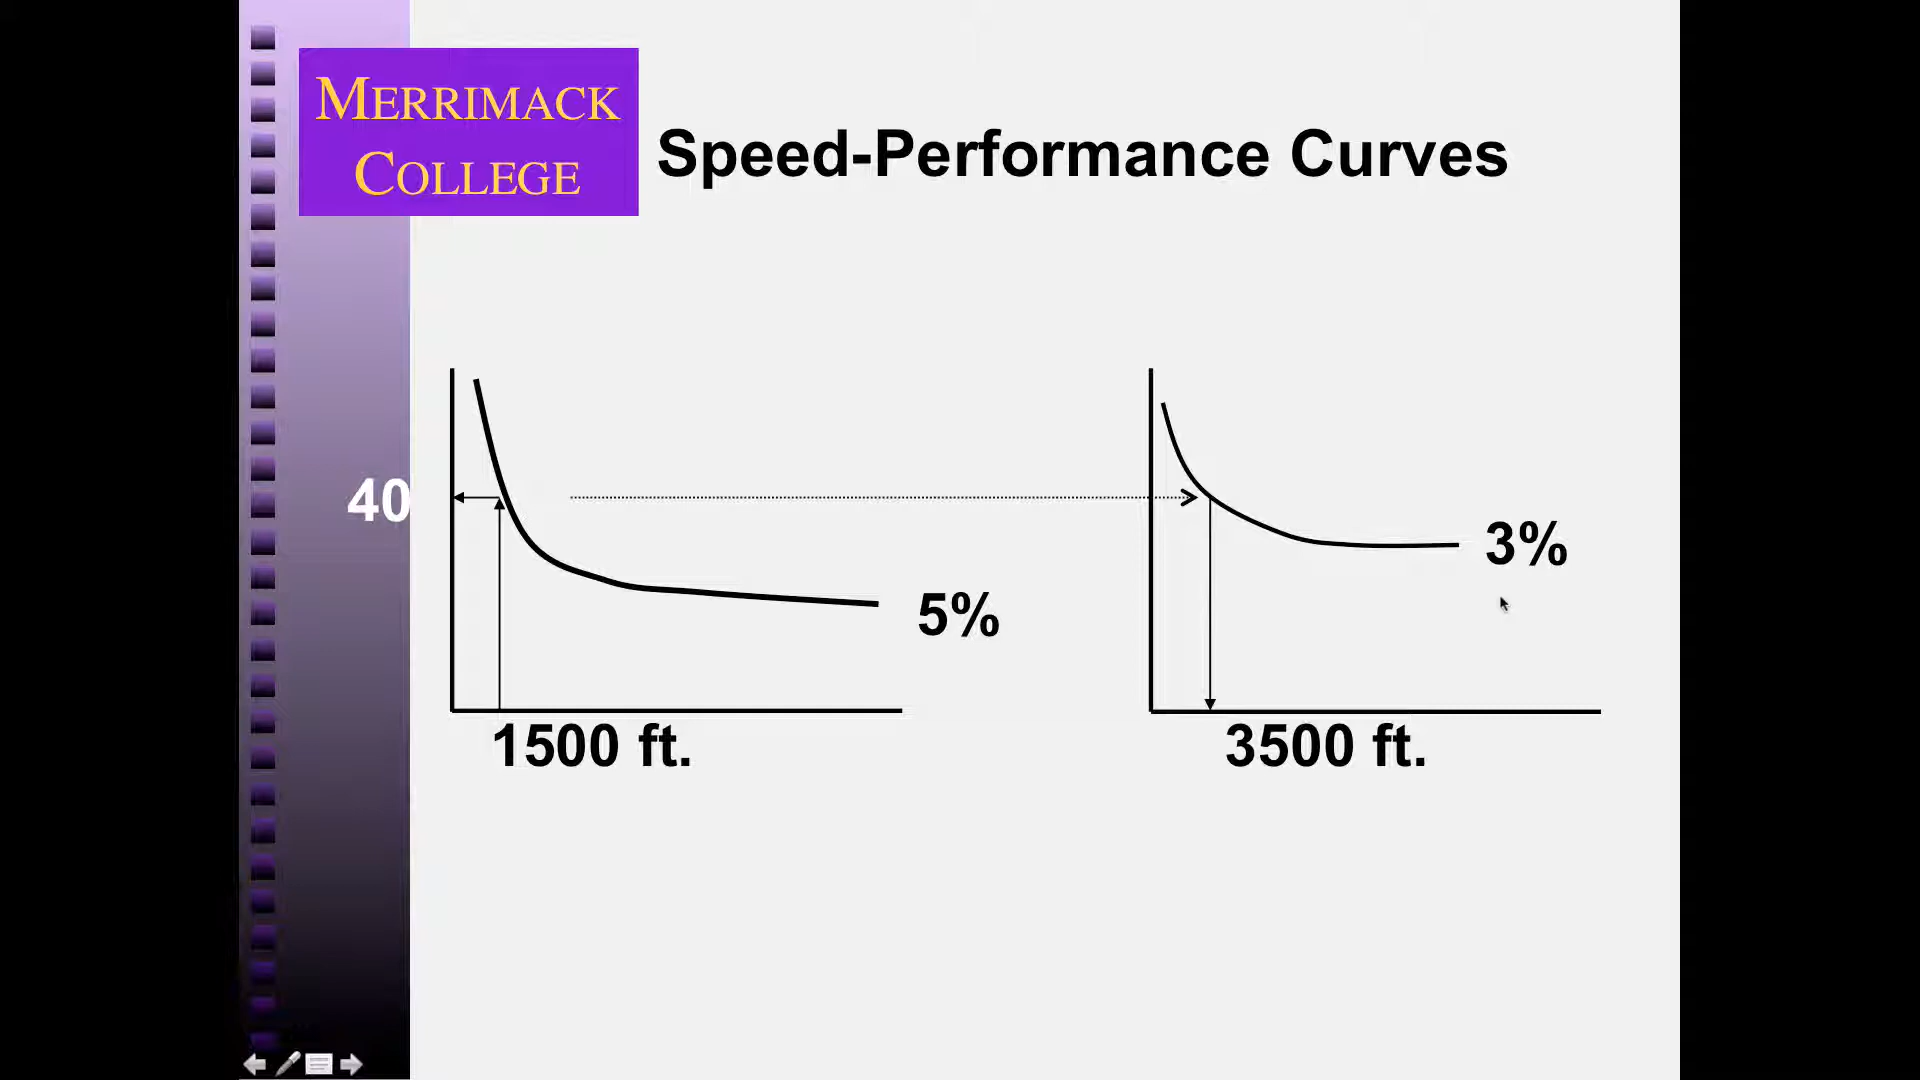 MERRIMACK
COLLEGE
Speed-Performance Curves
40
3%
5%
1500 ft.
3500 ft.